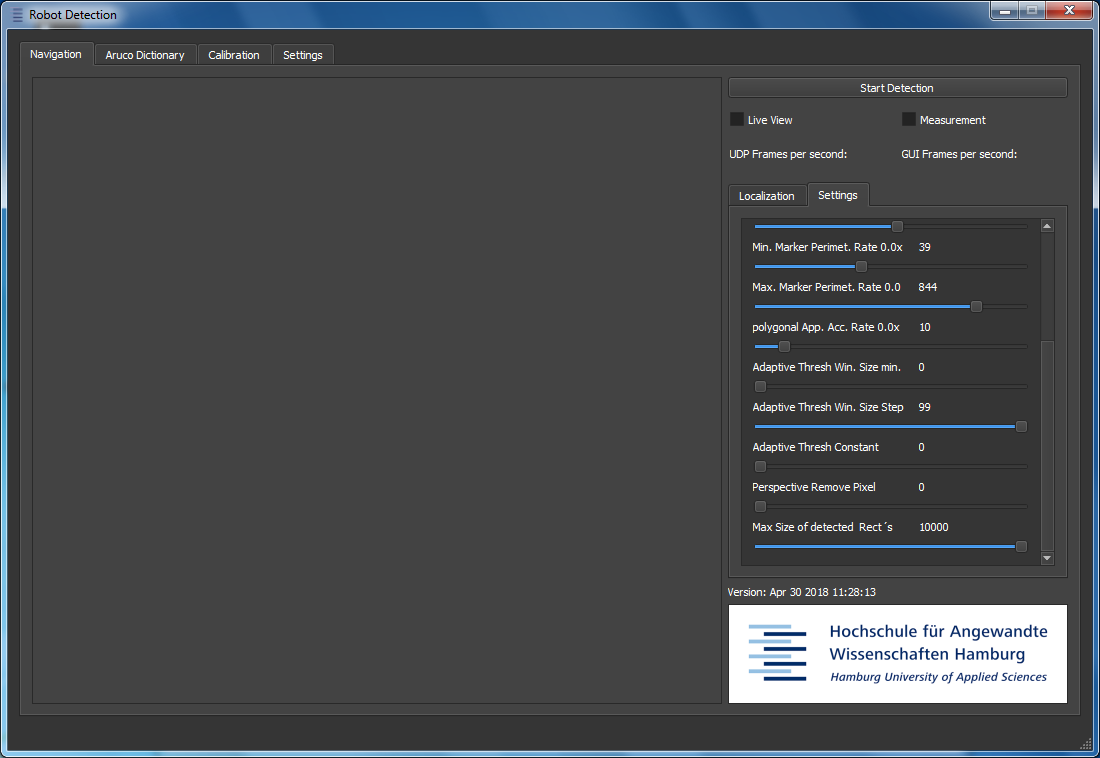 Robot Detection
Navigation Aruco Dictionary Calibration Settings
Start Detection
Live View Measurement
UDP Frames per second: GUI Frames per second:
Localization Settings
Min. Marker Perimet. Rate 0.0x 39
Max. Marker Perimet. Rate 0.0 844
polygonal App. Acc. Rate 0.0x 10
Adaptive Thresh Win. Size min. 0
Adaptive Thresh Win. Size Step 99
Adaptive Thresh Constant 0
Perspective Remove Pixel 0
Max Size of detected Rect´s 10000
Version: Apr 30 2018 11:28:13
Hochschule für Angewandte
Wissenschaften Hamburg
Hamburg University of Applied Sciences